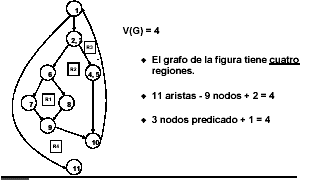 1
2,
R3
R2
6
4, 5
R1
7
8
9
10
R4
11
V(G) = 4
El grafo de la figura tiene cuatro
regiones.
11 aristas - 9 nodos + 2 = 4
3 nodos predicado + 1 = 4